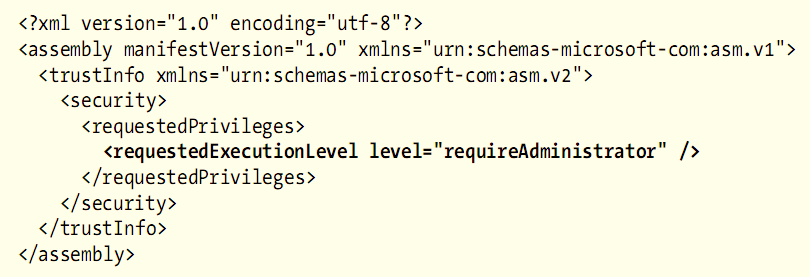 <?xml version="1.0" encoding="utf-8"?>
<assembly manifestVersion="1.0" xmlns="urn:schemas-microsoft-com:asm.v1">
<trustInfo xmlns="urn:schemas-microsoft-com:asm.v2">
<security>
<requestedPrivileges>
<requestedExecutionLevel level="requireAdministrator" />
</requestedPrivileges>
</security>
</trustInfo>
</assembly>